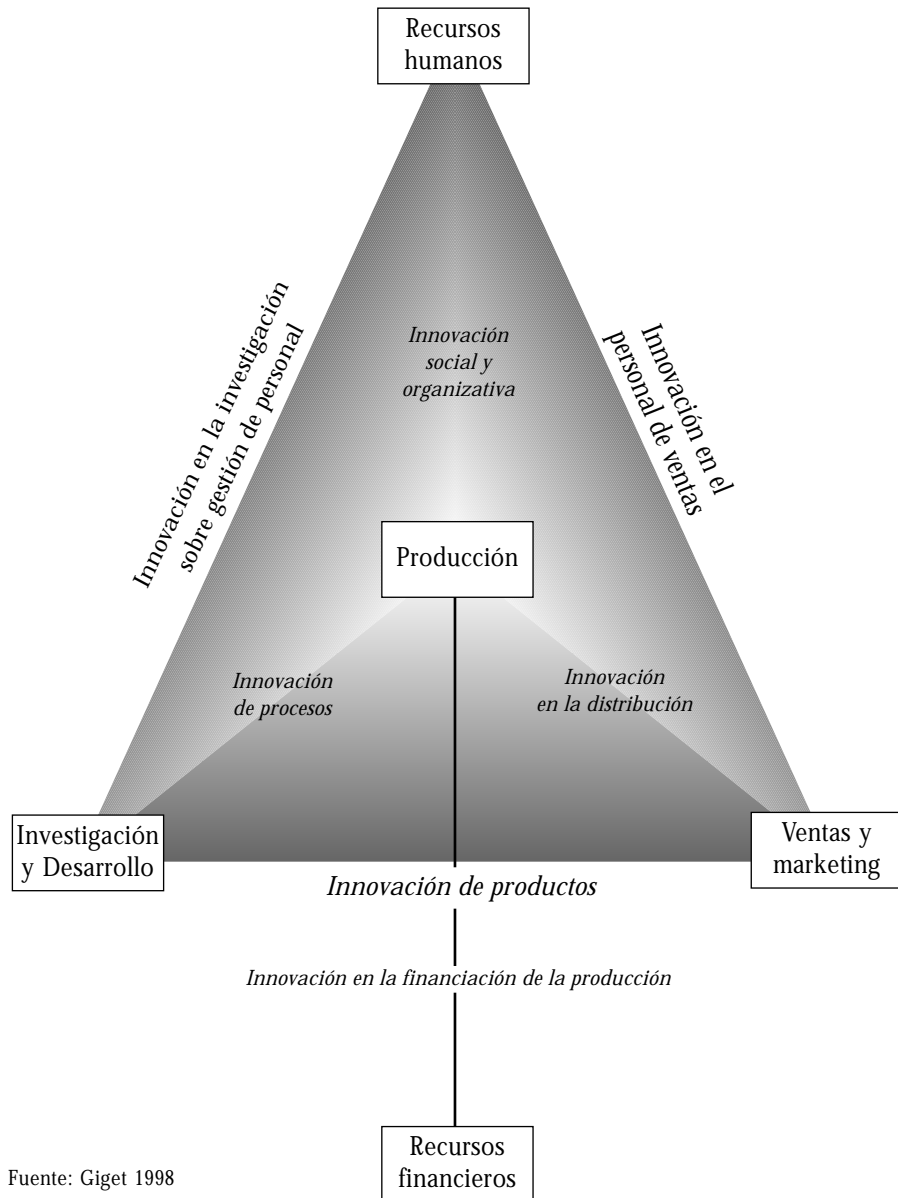 Recursos
humanos
Innovación en la investigación
sobre gestión de personal
Innovación
social y
organizativa
Innovación en el
personal de ventas
Producción
Innovación
de procesos
Innovación
en la distribución
Investigación
y Desarrollo
Ventas y
marketing
Innovación de productos
Innovación en la financiación de la producción
Recursos
financieros
Fuente: Giget 1998